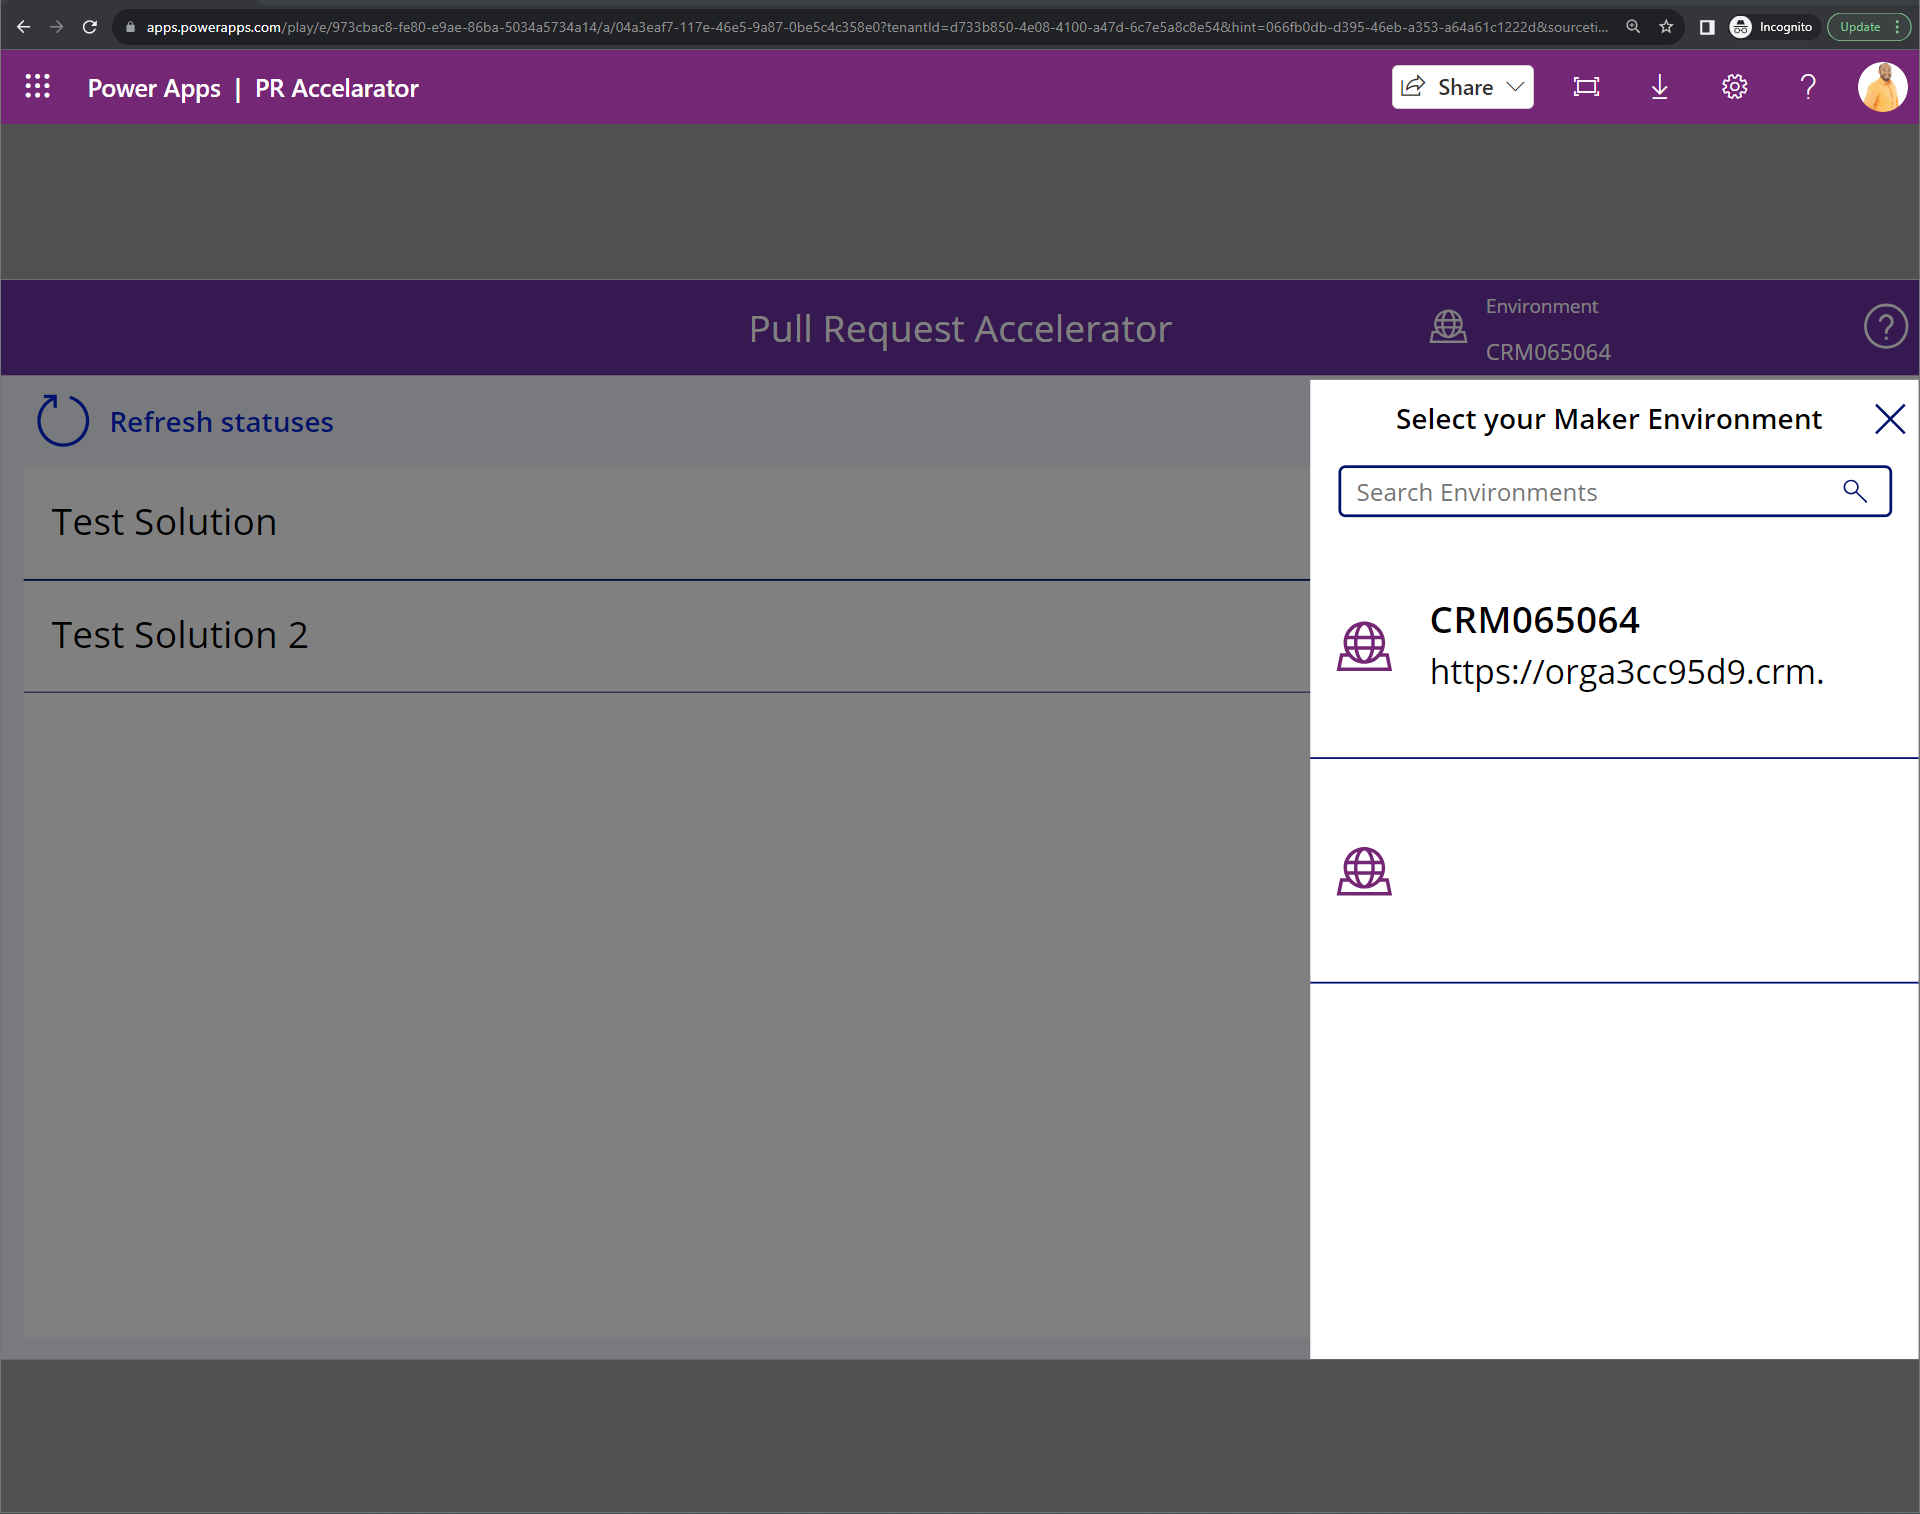 apps.powerapps.com/play/e/973cbac8-fe80-e9ae-86ba-5034a5734a14/a/04a3eaf7-117e-46e5-9a87-0be5c4c358e0?tenantId=d733b850-4e08-4100-a47d-6c7e5a8c8e54&hint=066fb0db-d395-46eb-a353-a64a61c1222d&sourceti...
Incognito
Update
Power Apps | PR Accelarator
Share
Pull Request Accelerator
Environment
CRM065064
Refresh statuses
Test Solution
Test Solution 2
Select your Maker Environment
Search Environments
CRM065064
https://orga3cc95d9.crm.